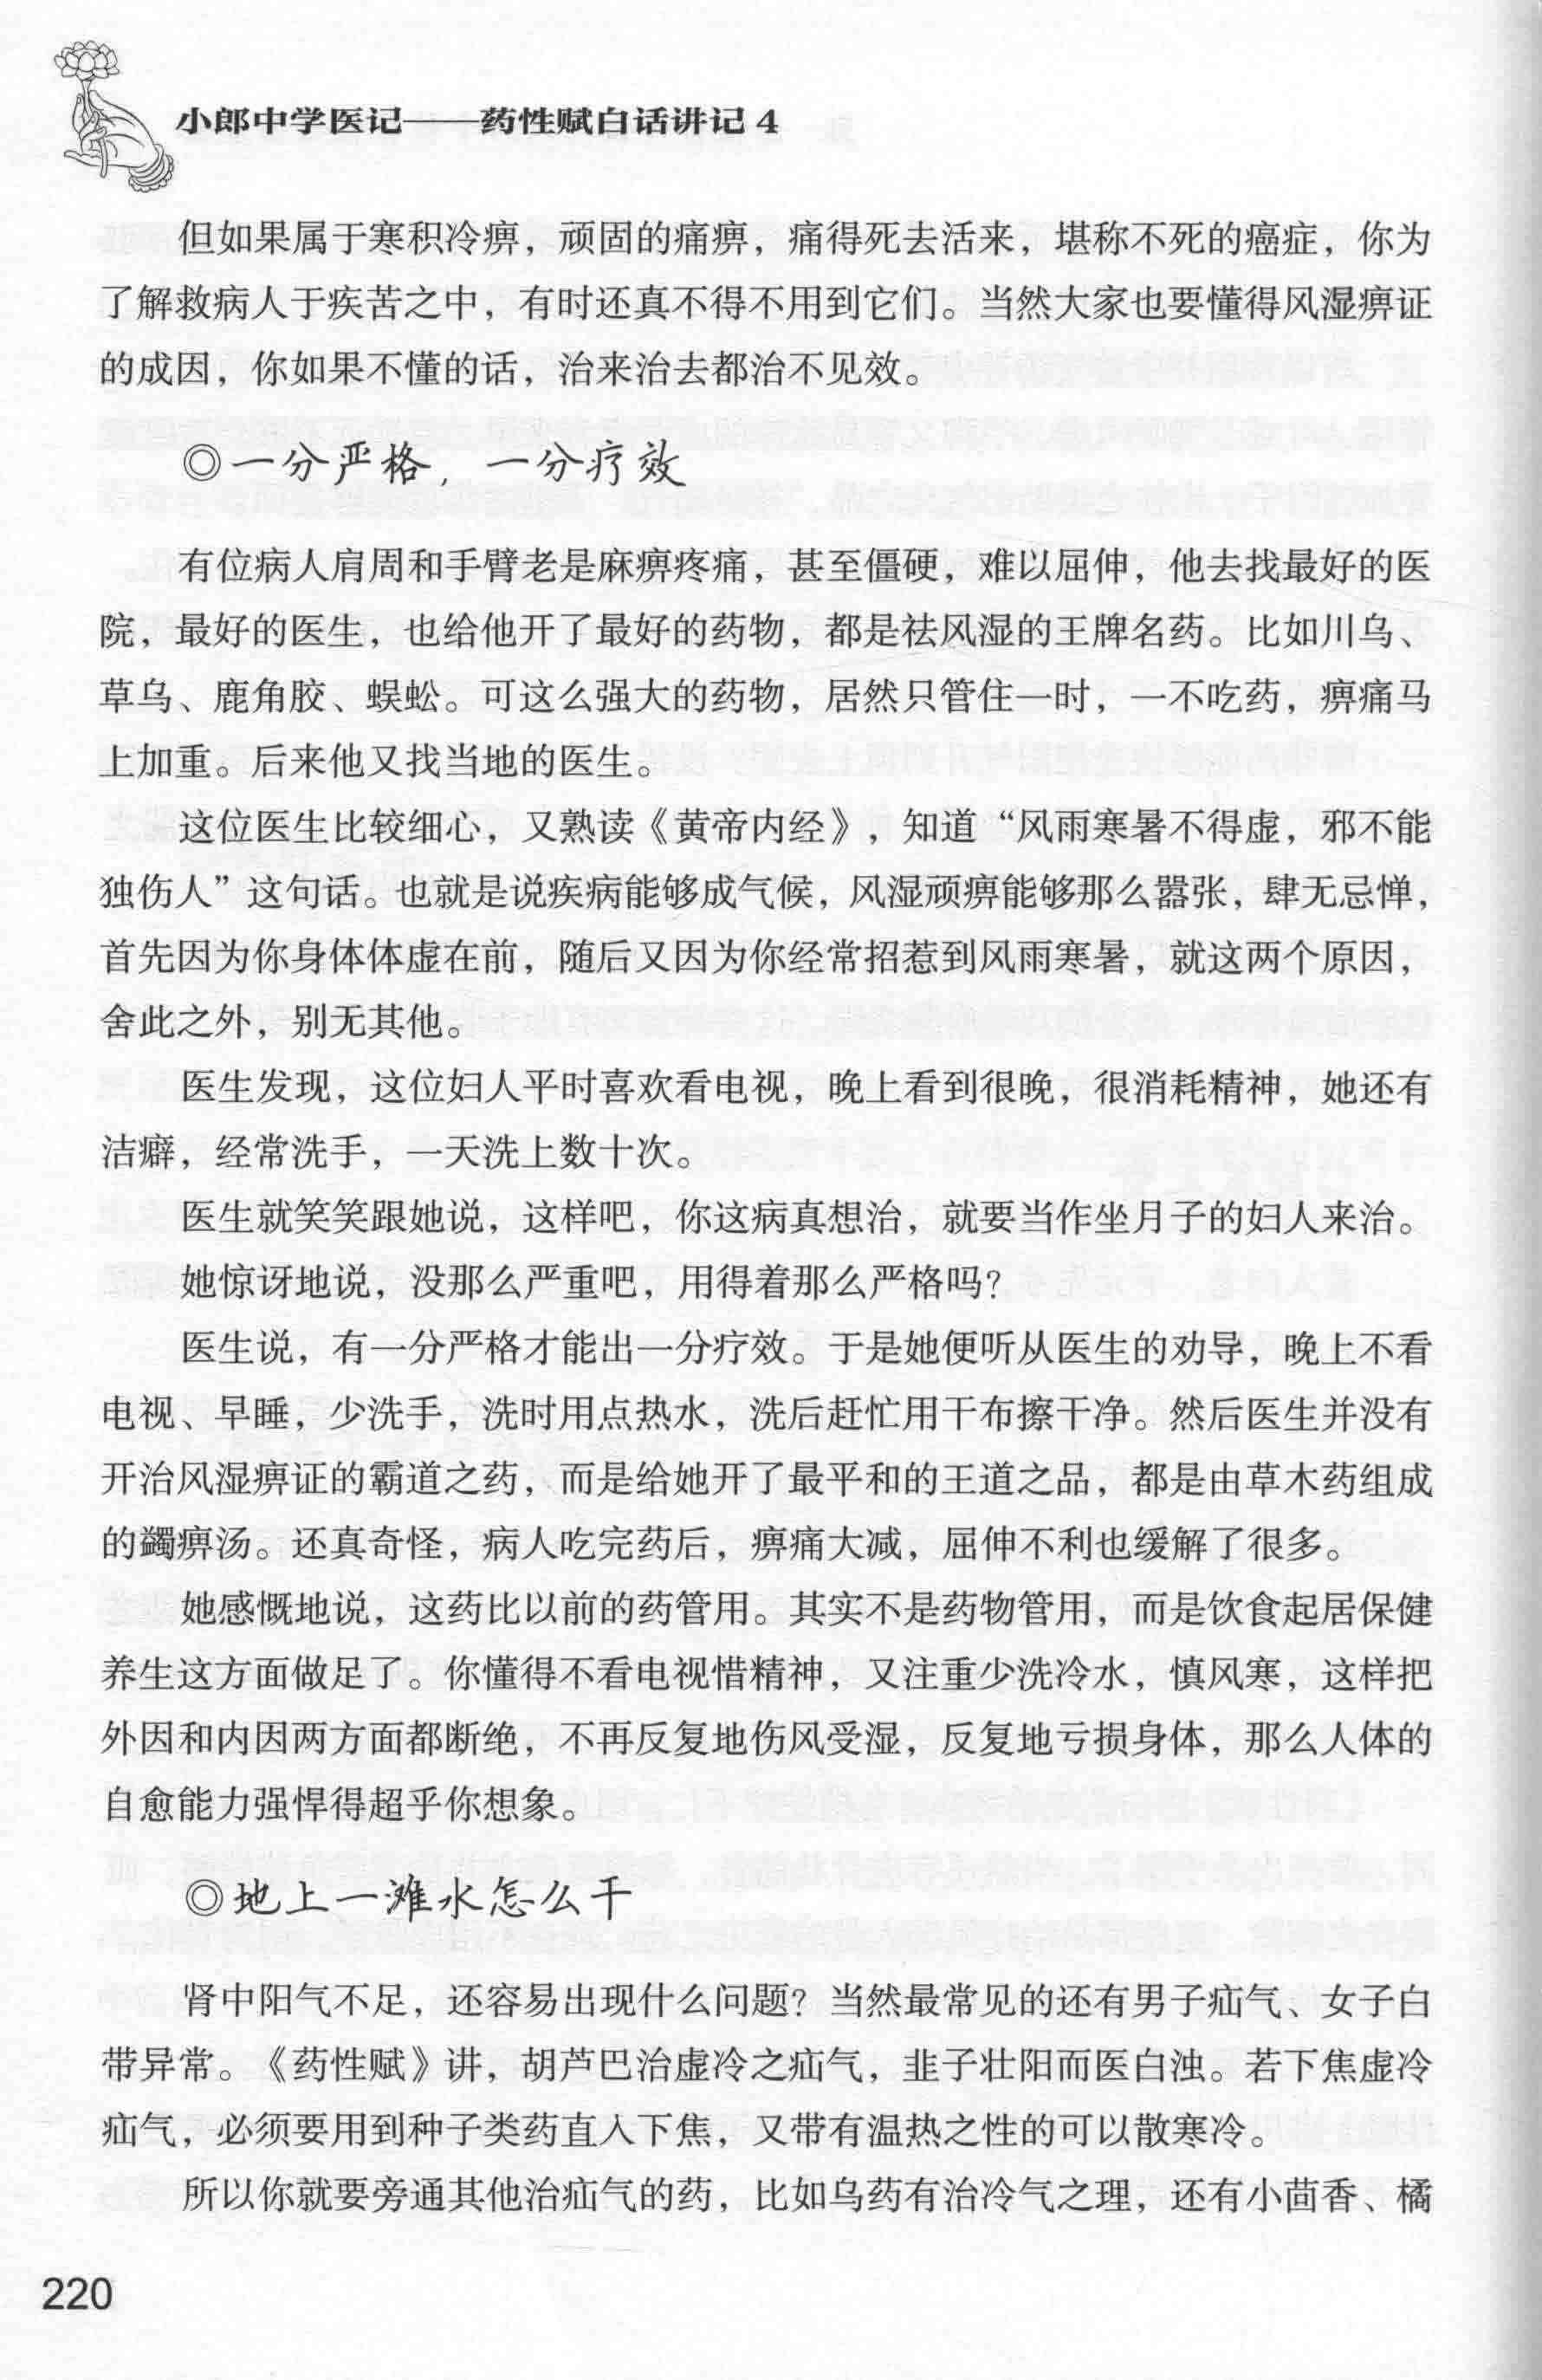 小郎中学医记——药性赋白话讲记4
但如果属于寒积冷痹，顽固的痛痹，痛得死去活来，堪称不死的癌症，你为
了解救病人于疾苦之中，有时还真不得不用到它们。当然大家也要懂得风湿痹证
的成因，你如果不懂的话，治来治去都治不见效。
◎一分严格，一分疗效
有位病人肩周和手臂老是麻痹疼痛，甚至僵硬，难以屈伸，他去找最好的医
院，最好的医生，也给他开了最好的药物，都是祛风湿的王牌名药。比如川乌、
草乌、鹿角胶、蜈蚣。可这么强大的药物，居然只管住一时，一不吃药，痹痛马
上加重。后来他又找当地的医生。
这位医生比较细心，又熟读《黄帝内经》，知道“风雨寒暑不得虚，邪不能
独伤人”这句话。也就是说疾病能够成气候，风湿顽痹能够那么嚣张，肆无忌惮，
首先因为你身体体虚在前，随后又因为你经常招惹到风雨寒暑，就这两个原因，
舍此之外，别无其他。
医生发现，这位妇人平时喜欢看电视，晚上看到很晚，很消耗精神，她还有
洁癖，经常洗手，一天洗上数十次。
医生就笑笑跟她说，这样吧，你这病真想治，就要当作坐月子的妇人来治。
她惊讶地说，没那么严重吧，用得着那么严格吗？
医生说，有一分严格才能出一分疗效。于是她便听从医生的劝导，晚上不看
电视、早睡，少洗手，洗时用点热水，洗后赶忙用干布擦干净。然后医生并没有
开治风湿痹证的霸道之药，而是给她开了最平和的王道之品，都是由草木药组成
的蠲痹汤。还真奇怪，病人吃完药后，痹痛大减，屈伸不利也缓解了很多。
她感慨地说，这药比以前的药管用。其实不是药物管用，而是饮食起居保健
养生这方面做足了。你懂得不看电视惜精神，又注重少洗冷水，慎风寒，这样把
外因和内因两方面都断绝，不再反复地伤风受湿，反复地亏损身体，那么人体的
自愈能力强悍得超乎你想象。
◎地上一滩水怎么干
肾中阳气不足，还容易出现什么问题？当然最常见的还有男子疝气、女子白
带异常。《药性赋》讲，胡芦巴治虚冷之疝气，韭子壮阳而医白浊。若下焦虚冷
疝气，必须要用到种子类药直入下焦，又带有温热之性的可以散寒冷。
所以你就要旁通其他治疝气的药，比如乌药有治冷气之理，还有小茴香、橘
220